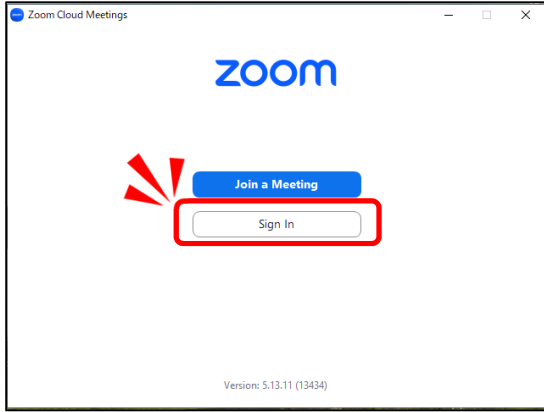 Zoom Cloud Meetings
zoom
Join a Meeting
Sign In
Version: 5.13.11 (13434)